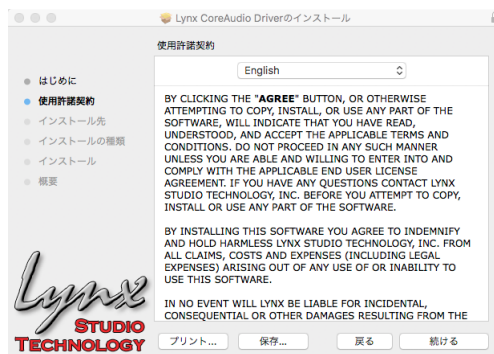 Lynx CoreAudio Driverのインストール
使用許諾契約
English
はじめに
使用許諾契約
インストール先
インストールの種類
インストール
概要
BY CLICKING THE "AGREE" BUTTON, OR OTHERWISE
ATTEMPTING TO COPY, INSTALL, OR USE ANY PART OF THE
SOFTWARE, WILL INDICATE THAT YOU HAVE READ,
UNDERSTOOD, AND ACCEPT THE APPLICABLE TERMS AND
CONDITIONS. DO NOT PROCEED IN ANY SUCH MANNER
UNLESS YOU ARE ABLE AND WILLING TO ENTER INTO AND
COMPLY WITH THE APPLICABLE END USER LICENSE
AGREEMENT. IF YOU HAVE ANY QUESTIONS CONTACT LYNX
STUDIO TECHNOLOGY, INC. BEFORE YOU ATTEMPT TO COPY,
INSTALL OR USE ANY PART OF THE SOFTWARE.
BY INSTALLING THIS SOFTWARE YOU AGREE TO INDEMNIFY
AND HOLD HARMLESS LYNX STUDIO TECHNOLOGY, INC. FROM
ALL CLAIMS, COSTS AND EXPENSES (INCLUDING LEGAL
EXPENSES) ARISING OUT OF ANY USE OF OR INABILITY TO
USE THIS SOFTWARE.
IN NO EVENT WILL LYNX BE LIABLE FOR INCIDENTAL,
CONSEQUENTIAL OR OTHER DAMAGES RESULTING FROM THE
Lynx
STUDIO
TECHNOLOGY
プリント...
保存...
戻る
続ける